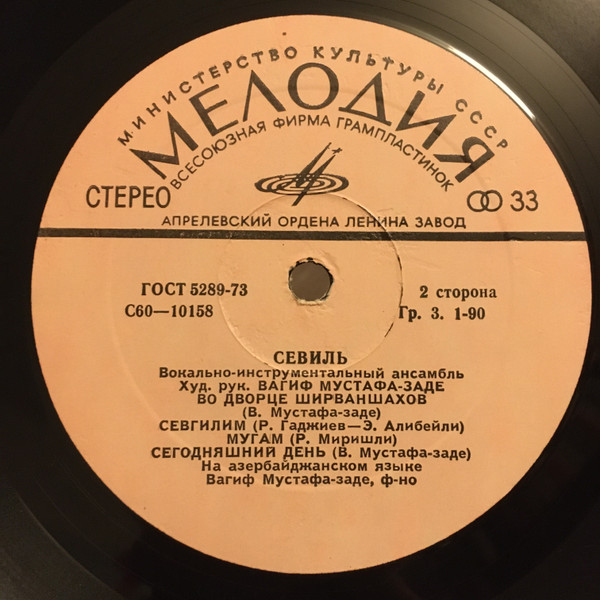 МИНИСТЕРСТВО КУЛЬТУРЫ СССР
МЕЛОДИЯ
ВСЕСОЮЗНАЯ ФИРМА ГРАМПЛАСТИНОК
СТЕРЕО 33
АПРЕЛЕВСКИЙ ОРДЕНА ЛЕНИНА ЗАВОД
ГОСТ 5289-73 2 сторона
С60—10158 Гр. 3. 1-90
СЕВИЛЬ
Вокально-инструментальный ансамбль
Худ. рук. ВАГИФ МУСТАФА-ЗАДЕ
ВО ДВОРЦЕ ШИРВАНШАХОВ
(В. Мустафа-заде)
СЕВГИЛИМ (Р. Гаджиев—Э. Алибейли)
МУГАМ (Р. Миришли)
СЕГОДНЯШНИЙ ДЕНЬ (В. Мустафа-заде)
На азербайджанском языке
Вагиф Мустафа-заде, ф-но